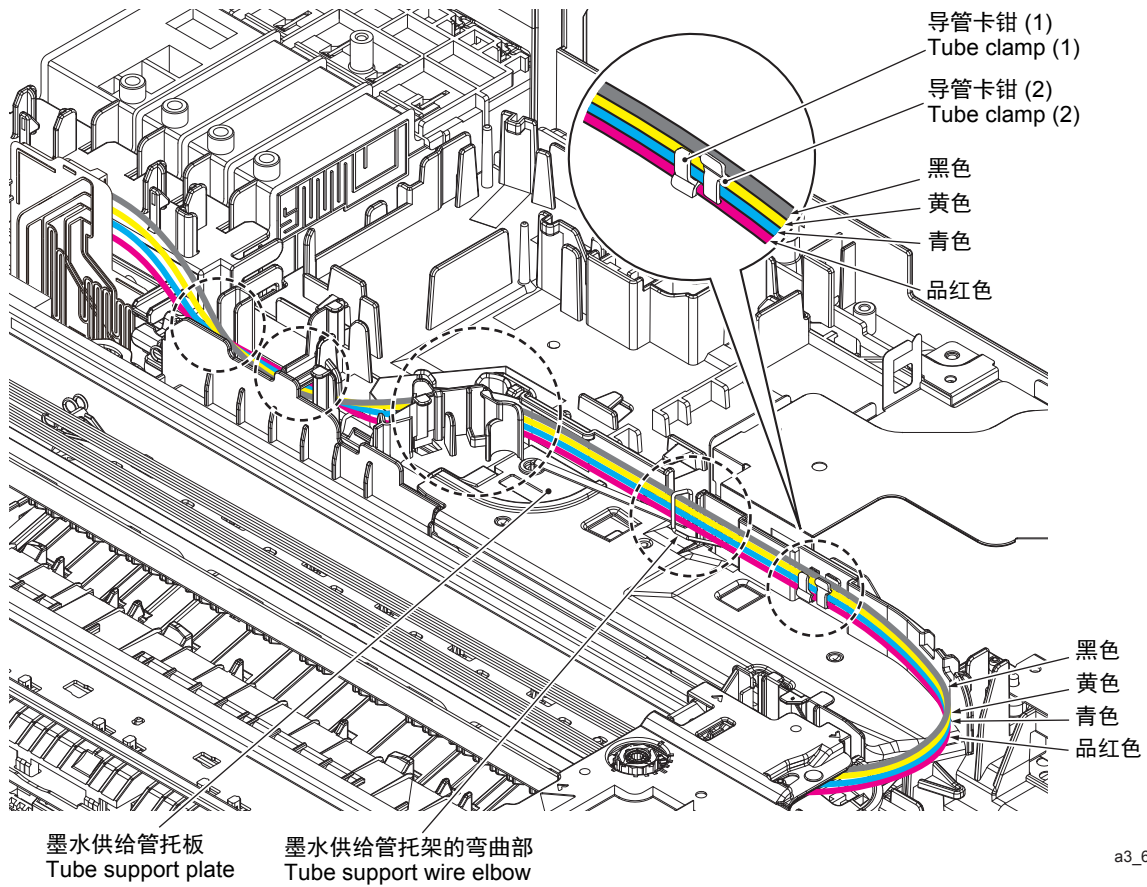 导管卡钳 (1)
Tube clamp (1)
导管卡钳 (2)
Tube clamp (2)
黑色
黄色
青色
品红色
黑色
黄色
青色
品红色
墨水供给管托板
Tube support plate
墨水供给管托架的弯曲部
Tube support wire elbow
a3_6